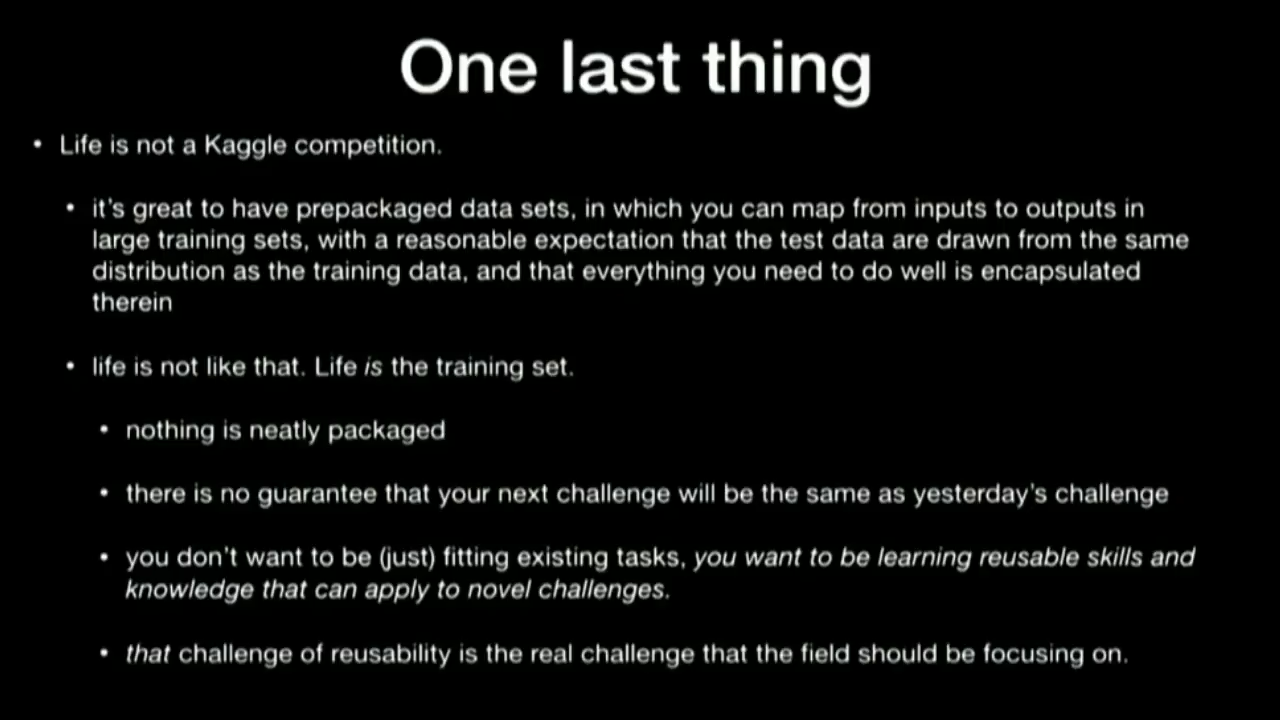 One last thing
• Life is not a Kaggle competition.
• it's great to have prepackaged data sets, in which you can map from inputs to outputs in
large training sets, with a reasonable expectation that the test data are drawn from the same
distribution as the training data, and that everything you need to do well is encapsulated
therein
• life is not like that. Life is the training set.
• nothing is neatly packaged
• there is no guarantee that your next challenge will be the same as yesterday's challenge
• you don't want to be (just) fitting existing tasks, you want to be learning reusable skills and
knowledge that can apply to novel challenges.
• that challenge of reusability is the real challenge that the field should be focusing on.